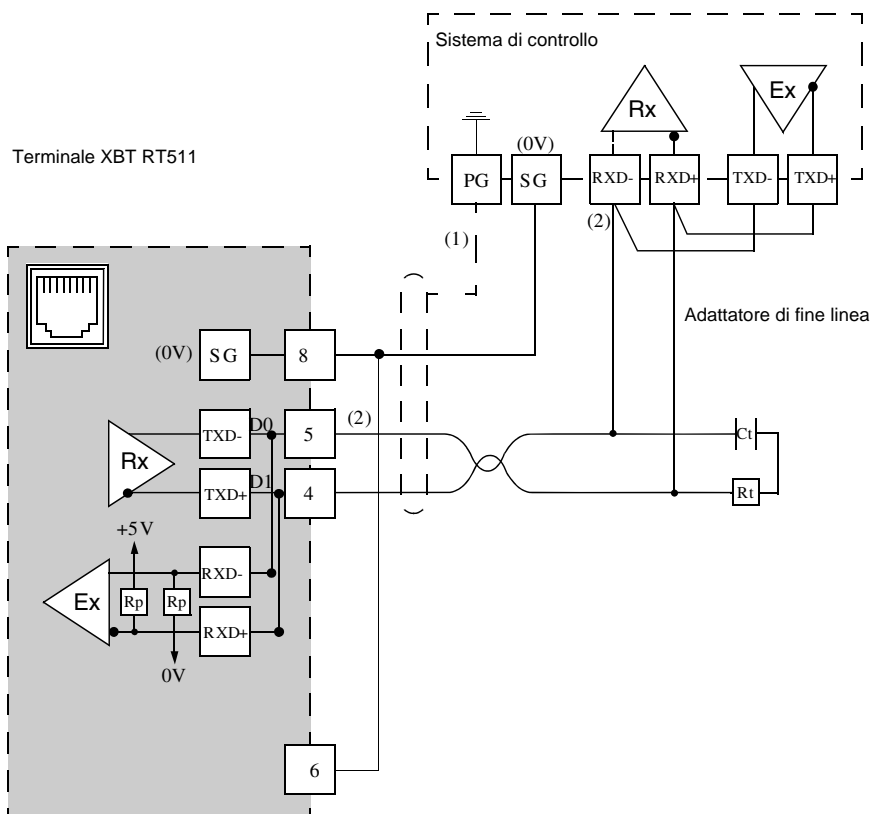 Sistema di controllo
Rx
Ex
Terminale XBT RT511
(0V)
PG
SG
RXD-
RXD+
TXD-
TXD+
(1)
(2)
Adattatore di fine linea
(0V)
SG
8
(2)
TXD-
D0
5
Ct
Rx
TXD+
D1
4
Rt
+5V
RXD-
Ex
Rp
Rp
RXD+
0V
6